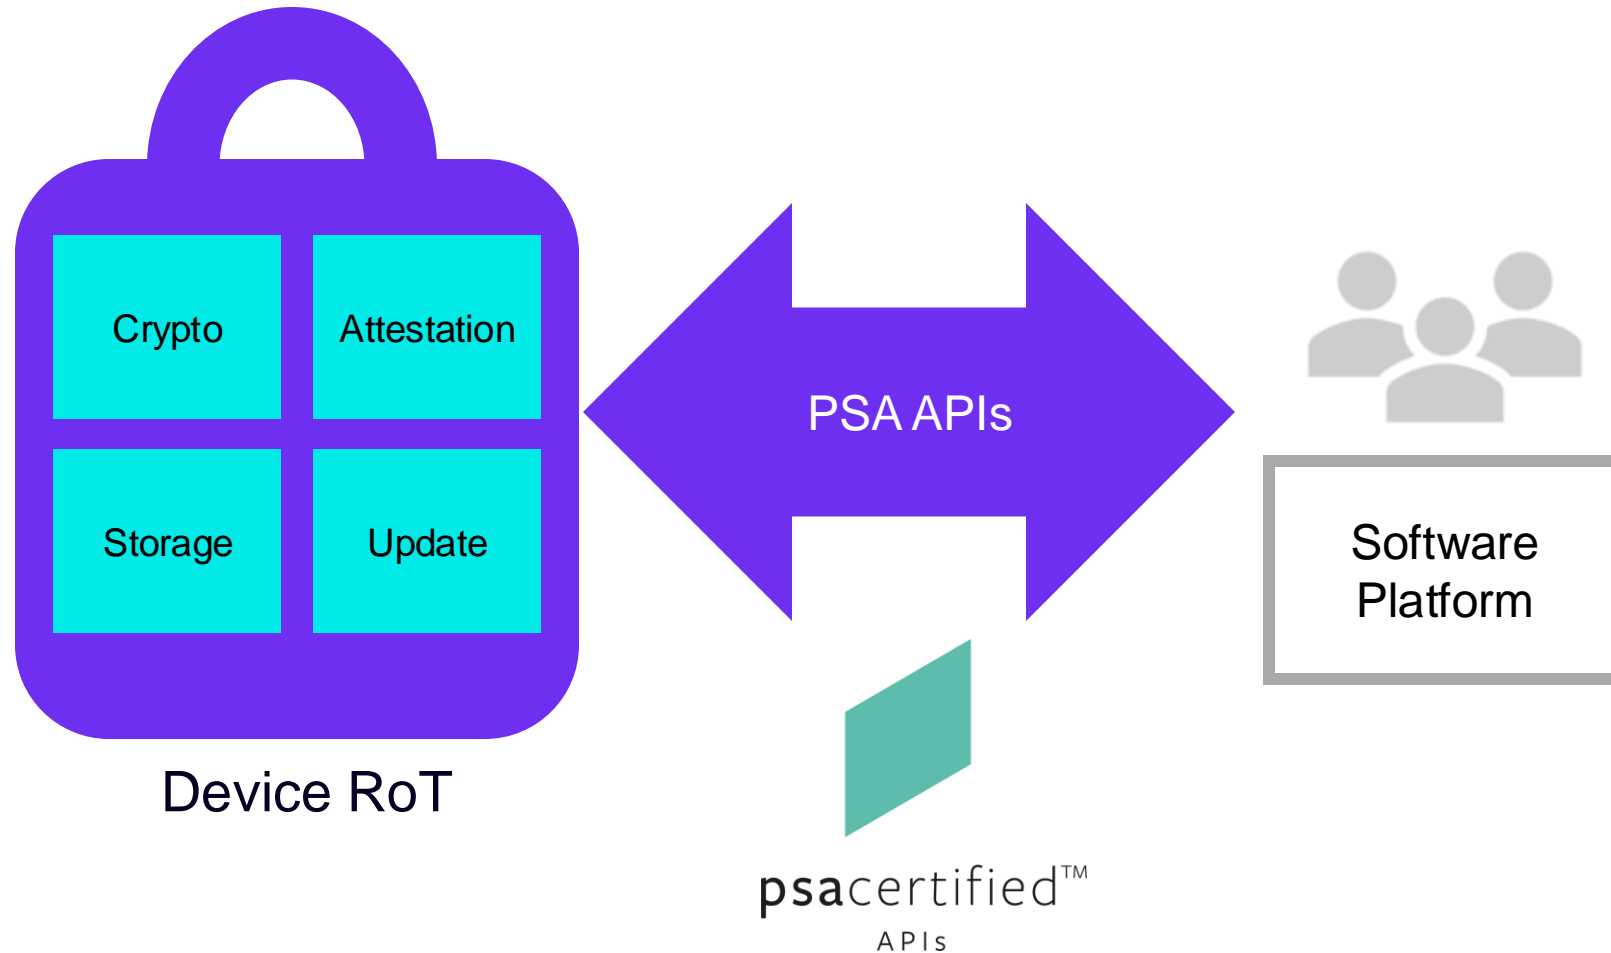 Crypto
Attestation
Storage
Update
Device RoT
PSA APIs
psacertified™
APIs
Software
Platform